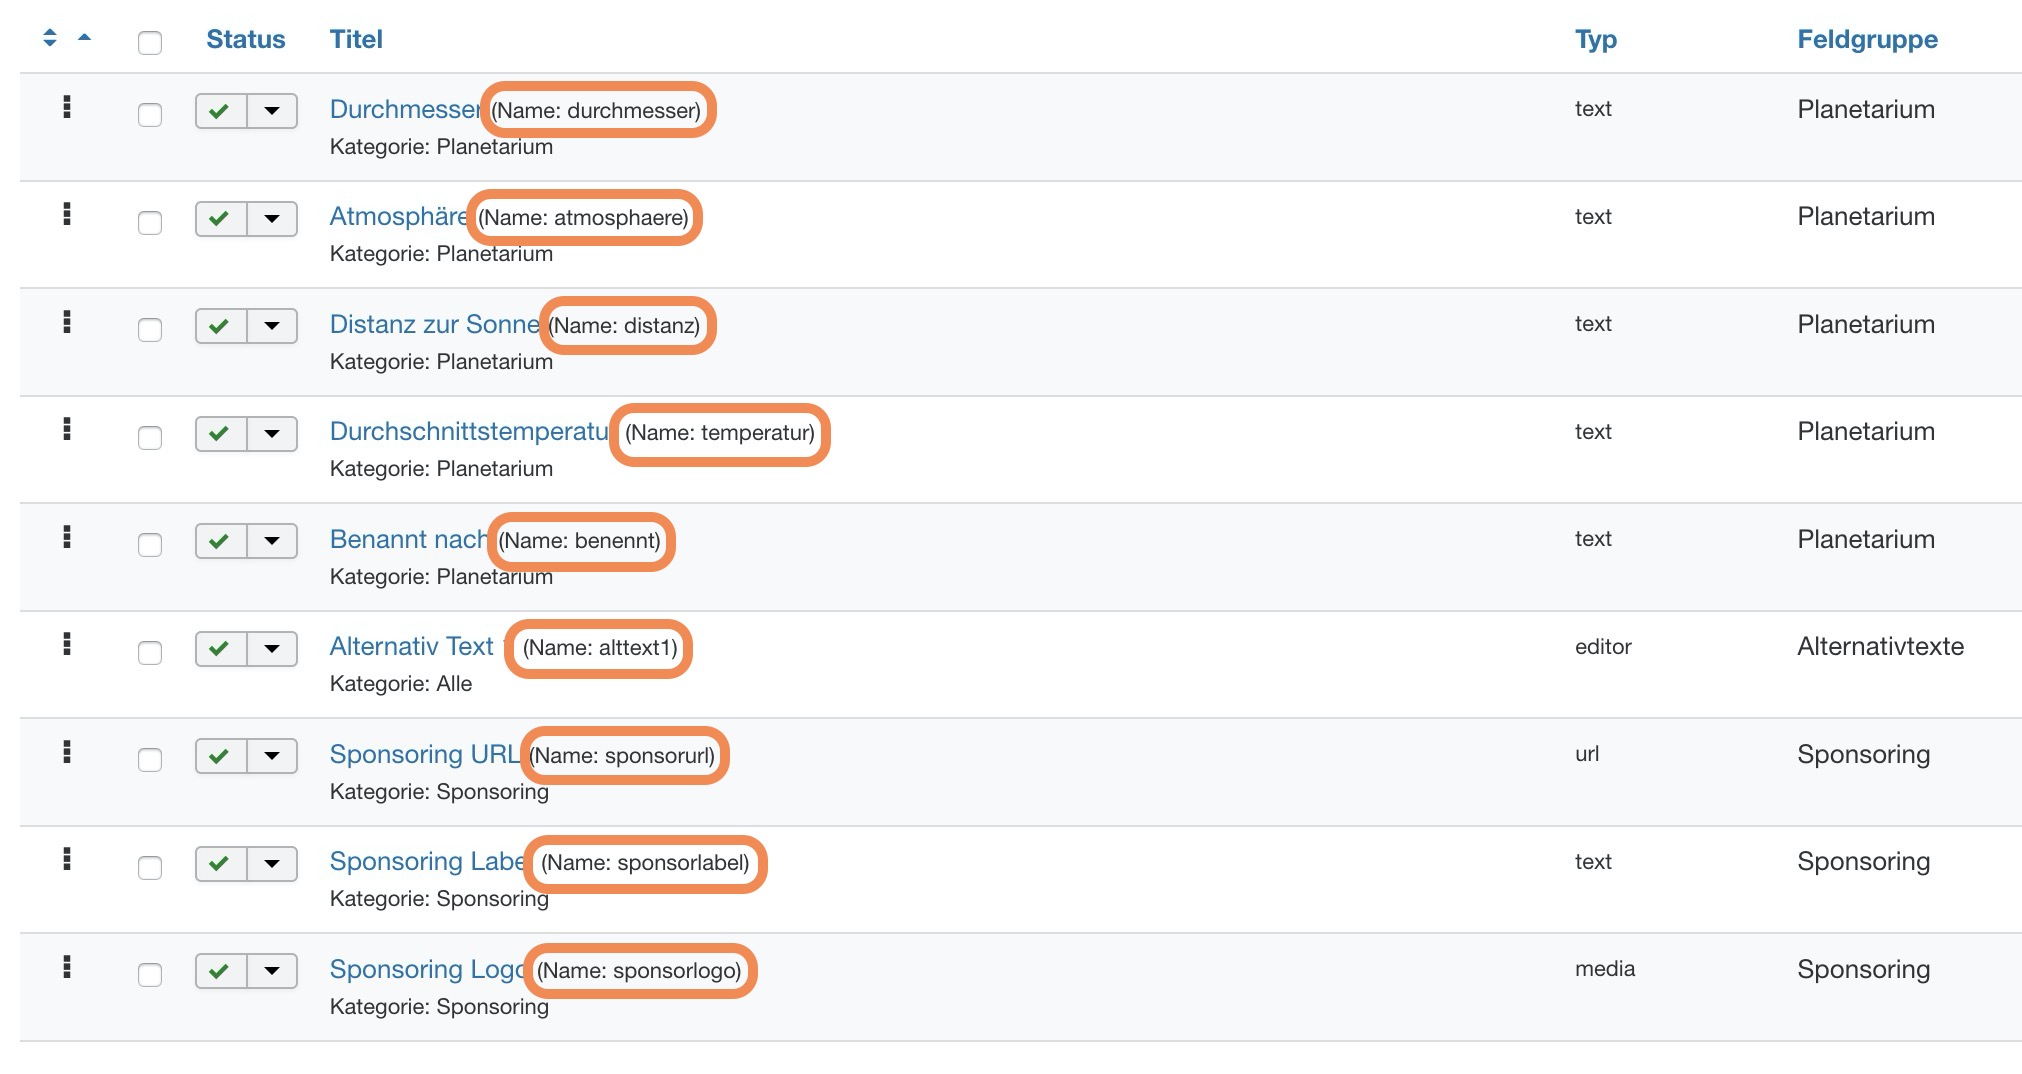 Status Titel Typ Feldgruppe
Durchmesser (Name: durchmesser) text Planetarium
Kategorie: Planetarium
Atmosphäre (Name: atmosphaere) text Planetarium
Kategorie: Planetarium
Distanz zur Sonne (Name: distanz) text Planetarium
Kategorie: Planetarium
Durchschnittstemperatu (Name: temperatur) text Planetarium
Kategorie: Planetarium
Benannt nach (Name: benennt) text Planetarium
Kategorie: Planetarium
Alternativ Text (Name: alttext1) editor Alternativtexte
Kategorie: Alle
Sponsoring URL (Name: sponsorurl) url Sponsoring
Kategorie: Sponsoring
Sponsoring Labe (Name: sponsorlabel) text Sponsoring
Kategorie: Sponsoring
Sponsoring Logo (Name: sponsorlogo) media Sponsoring
Kategorie: Sponsoring